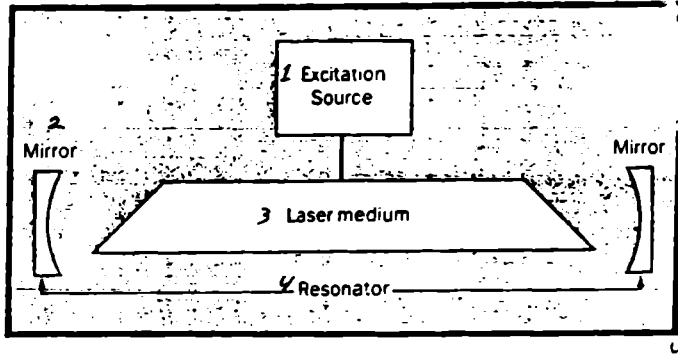 1 Excitation
Source
2
Mirror
Mirror
3 Laser medium
4 Resonator